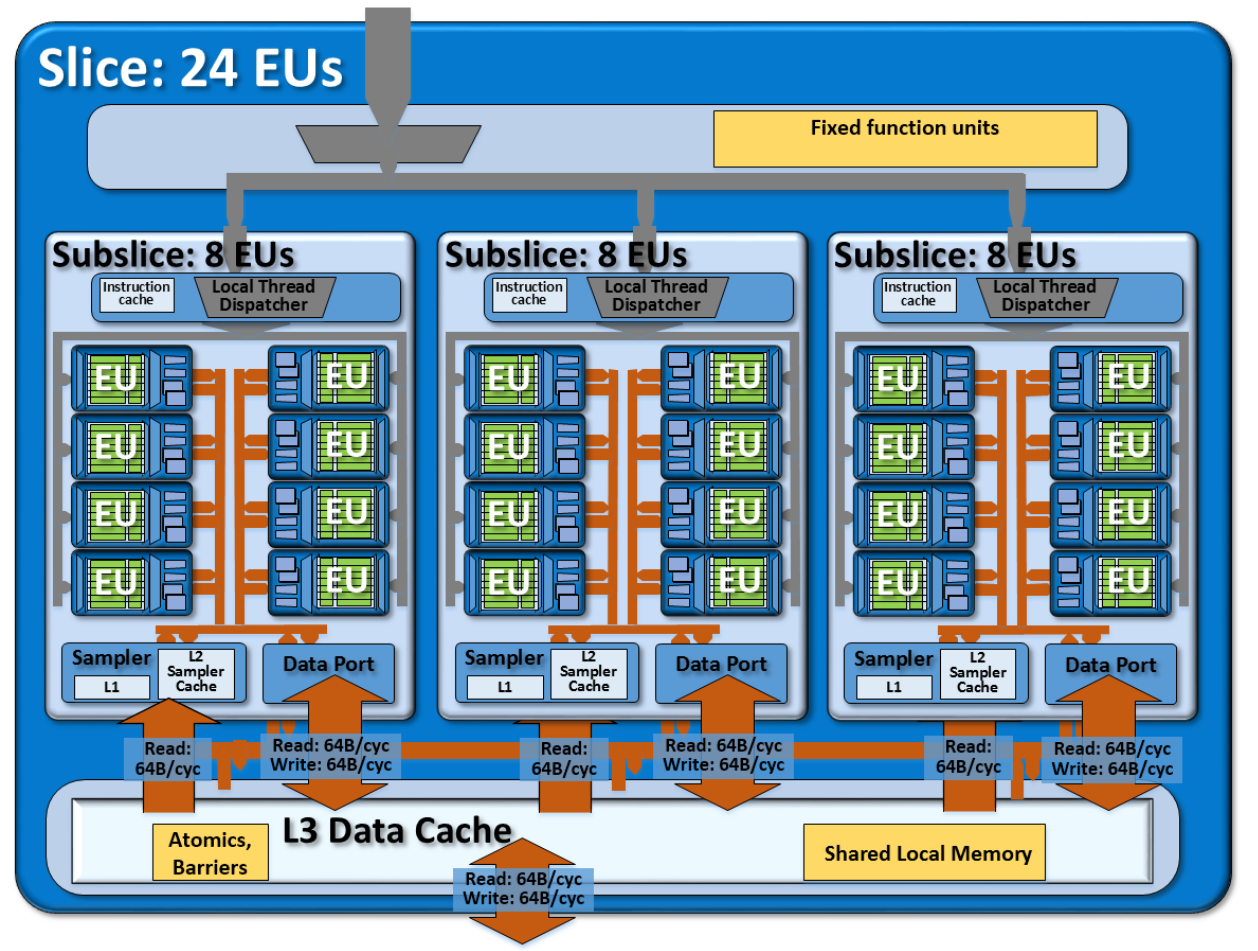 Slice: 24 EUs
Fixed function units
Subslice: 8 EUs
Instruction
cache
Local Thread
Dispatcher
EU
EU
EU
EU
EU
EU
EU
EU
Sampler
L1
L2
Sampler
Cache
Data Port
Subslice: 8 EUs
Instruction
cache
Local Thread
Dispatcher
EU
EU
EU
EU
EU
EU
EU
EU
Sampler
L1
L2
Sampler
Cache
Data Port
Subslice: 8 EUs
Instruction
cache
Local Thread
Dispatcher
EU
EU
EU
EU
EU
EU
EU
EU
Sampler
L1
L2
Sampler
Cache
Data Port
Read:
64B/cyc
Read: 64B/cyc
Write: 64B/cyc
Read:
64B/cyc
Read: 64B/cyc
Write: 64B/cyc
Read:
64B/cyc
Read: 64B/cyc
Write: 64B/cyc
L3 Data Cache
Atomics,
Barriers
Shared Local Memory
Read: 64B/cyc
Write: 64B/cyc